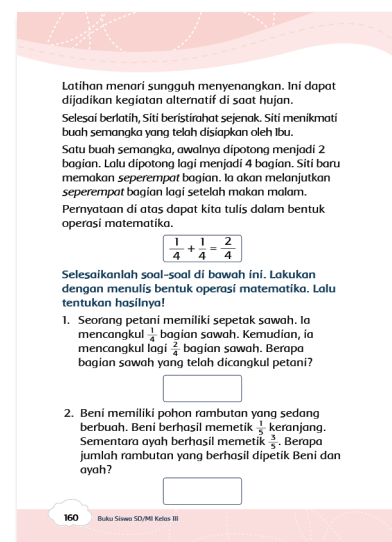 Latihan menari sungguh menyenangkan. Ini dapat
dijadikan kegiatan alternatif di saat hujan.
Selesai berlatih, Siti beristirahat sejenak. Siti menikmati
buah semangka yang telah disiapkan oleh Ibu.
Satu buah semangka, awalnya dipotong menjadi 2
bagian. Lalu dipotong lagi menjadi 4 bagian. Siti baru
memakan seperempat bagian. Ia akan melanjutkan
seperempat bagian lagi setelah makan malam.
Pernyataan di atas dapat kita tulis dalam bentuk
operasi matematika.
1/4 + 1/4 = 2/4
Selesaikanlah soal-soal di bawah ini. Lakukan
dengan menulis bentuk operasi matematika. Lalu
tentukan hasilnya!
1. Seorang petani memiliki sepetak sawah. Ia
mencangkul 1/4 bagian sawah. Kemudian, ia
mencangkul lagi 2/4 bagian sawah. Berapa
bagian sawah yang telah dicangkul petani?
2. Beni memiliki pohon rambutan yang sedang
berbuah. Beni berhasil memetik 1/5 keranjang.
Sementara ayah berhasil memetik 3/5. Berapa
jumlah rambutan yang berhasil dipetik Beni dan
ayah?
160 Buku Siswa SD/MI Kelas III